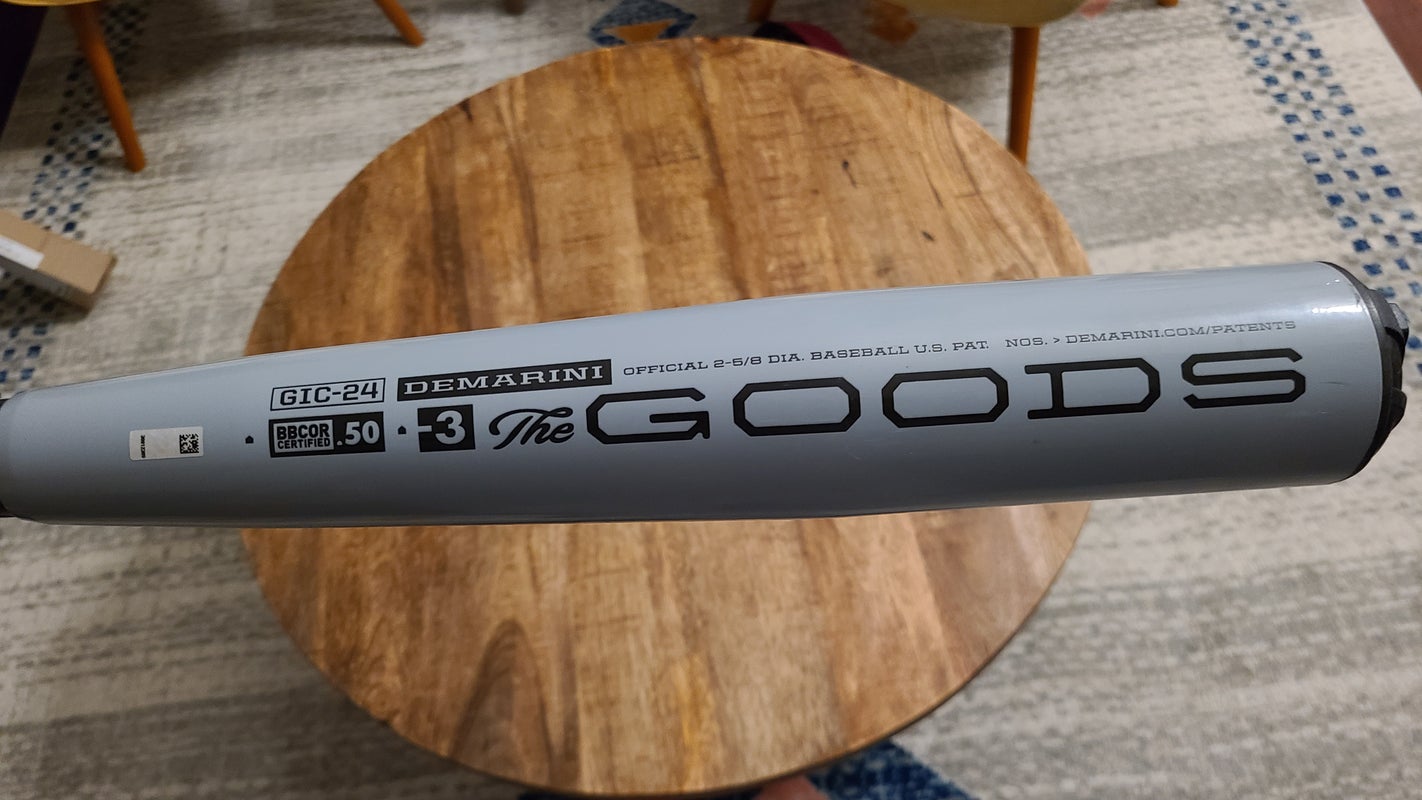 GIC-24
DEMARINI
OFFICIAL 2-5/8 DIA. BASEBALL U.S. PAT. NOS. > DEMARINI.COM/PATENTS
BBCOR CERTIFIED .50
-3
The GOODS